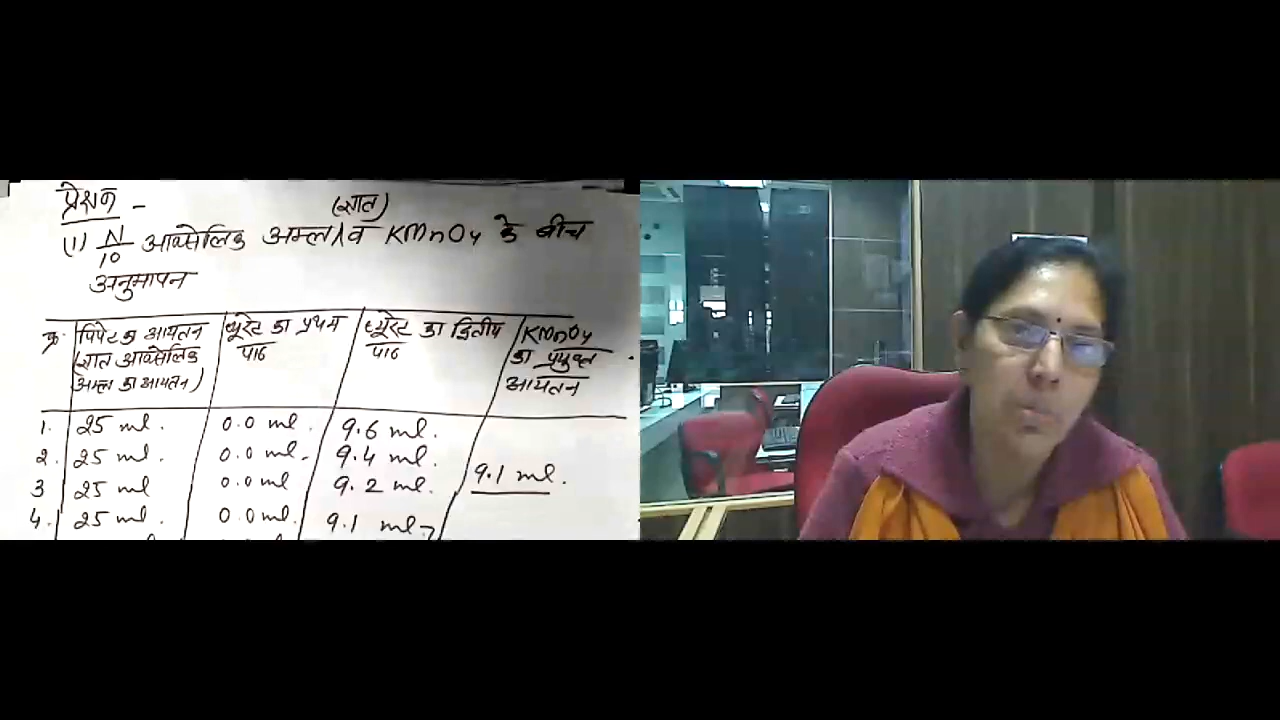 प्रेक्षण -
(ज्ञात)
(1) N/10 आक्सेलिक अम्ल व KMnO4 के बीच
अनुमापन
क्र. पिपेट का आयतन ब्यूरेट का प्रथम ब्यूरेट का द्वितीय KMnO4
(ज्ञात आक्सेलिक पाठ पाठ का प्रयुक्त
अम्ल का आयतन) आयतन
1. 25 ml. 0.0 ml. 9.6 ml.
2. 25 ml. 0.0 ml. 9.4 ml.
3 25 ml 0.0 ml 9.2 ml. 9.1 ml.
4. 25 ml. 0.0 ml. 9.1 ml